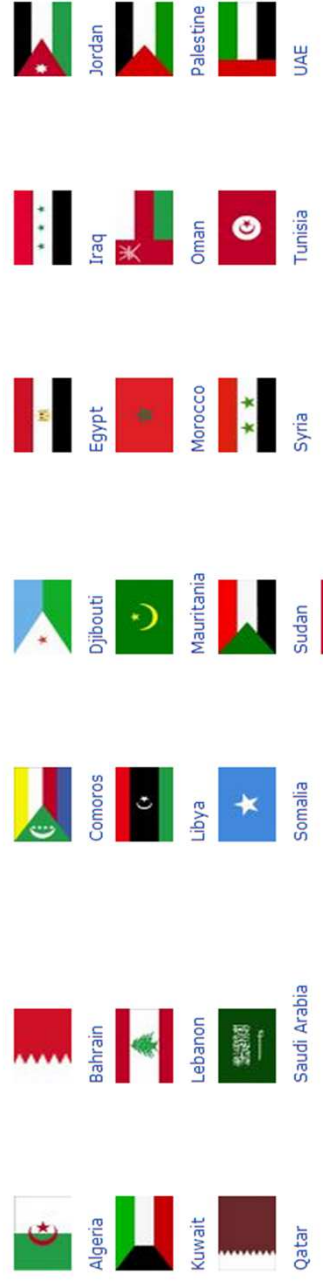 Algeria Bahrain Comoros Djibouti Egypt Iraq Jordan
Kuwait Lebanon Libya Mauritania Morocco Oman Palestine
Qatar Saudi Arabia Somalia Sudan Syria Tunisia UAE